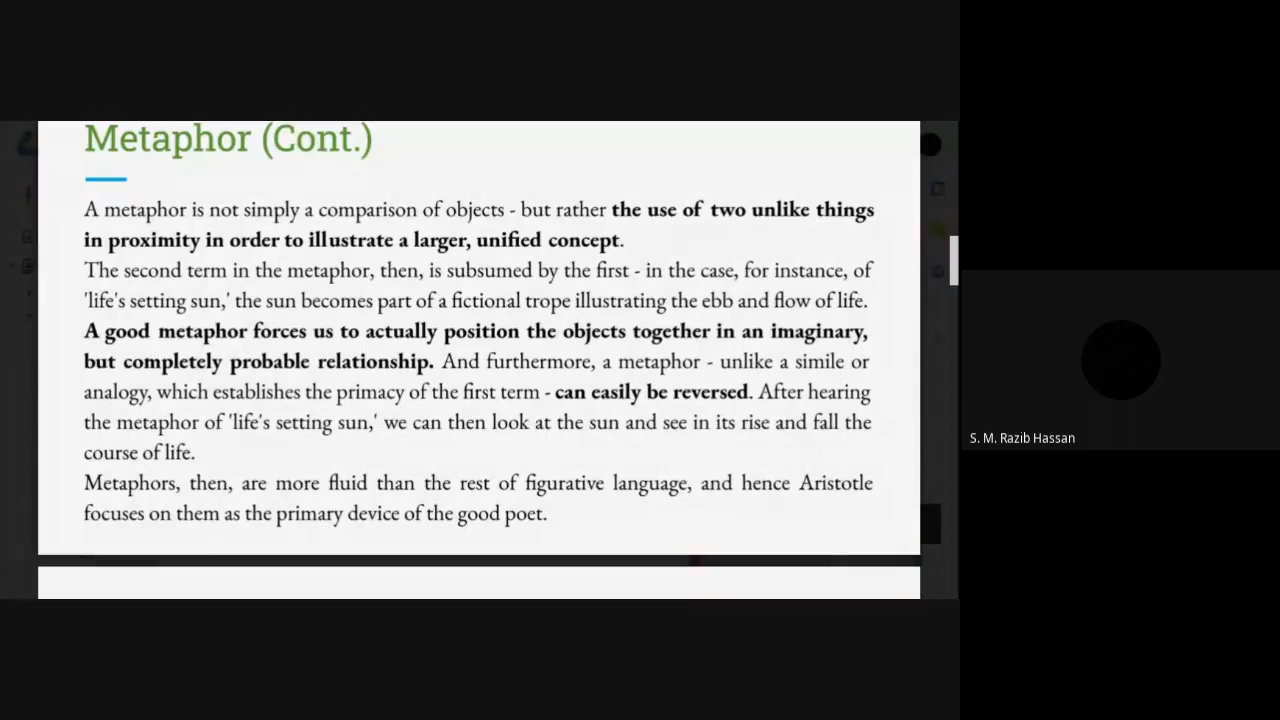 Metaphor (Cont.)
A metaphor is not simply a comparison of objects - but rather the use of two unlike things
in proximity in order to illustrate a larger, unified concept.
The second term in the metaphor, then, is subsumed by the first - in the case, for instance, of
'life's setting sun,' the sun becomes part of a fictional trope illustrating the ebb and flow of life.
A good metaphor forces us to actually position the objects together in an imaginary,
but completely probable relationship. And furthermore, a metaphor - unlike a simile or
analogy, which establishes the primacy of the first term - can easily be reversed. After hearing
the metaphor of 'life's setting sun,' we can then look at the sun and see in its rise and fall the
course of life.
Metaphors, then, are more fluid than the rest of figurative language, and hence Aristotle
focuses on them as the primary device of the good poet.
S. M. Razib Hassan